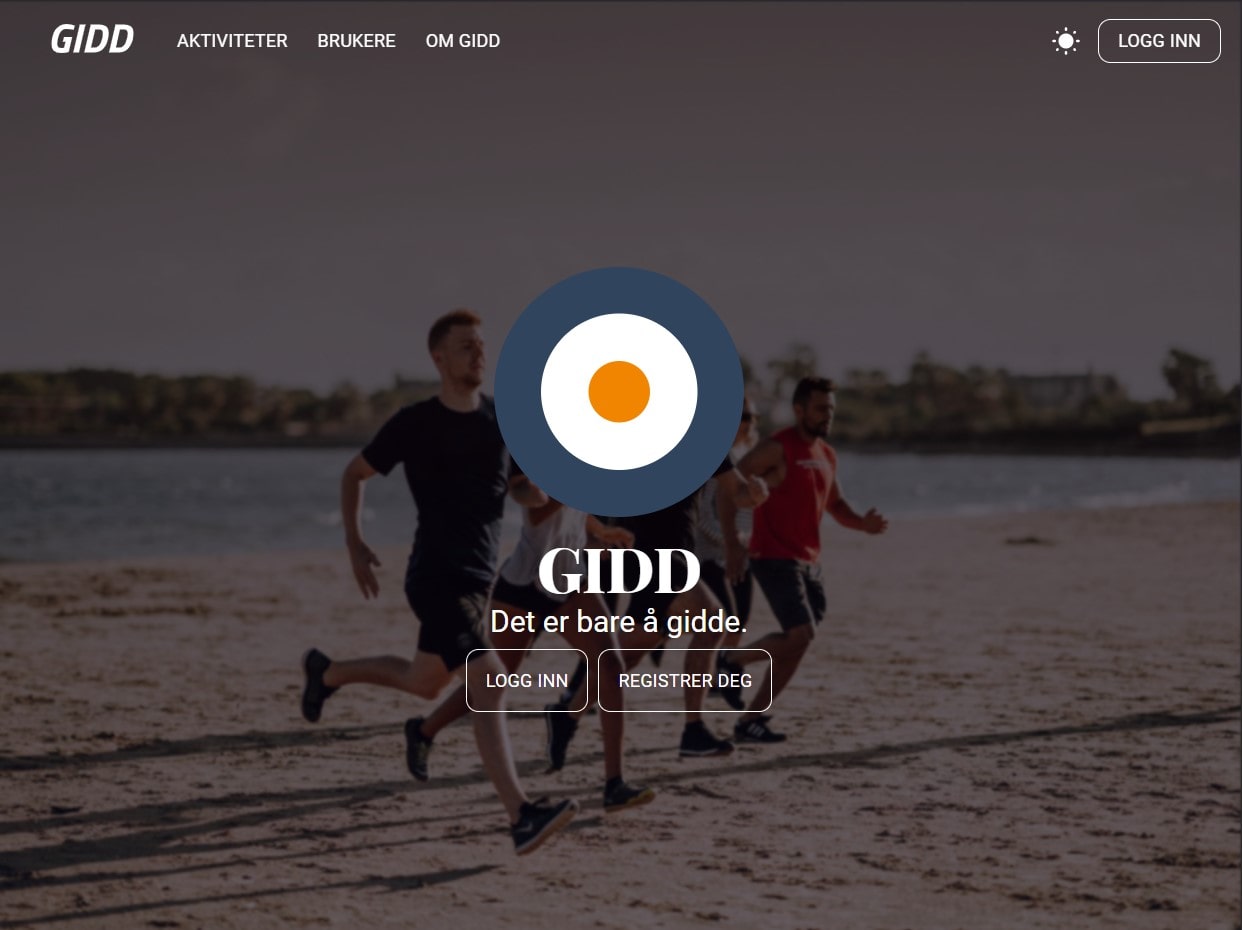 GIDD AKTIVITETER BRUKERE OM GIDD LOGG INN
GIDD
Det er bare å gidde.
LOGG INN REGISTRER DEG